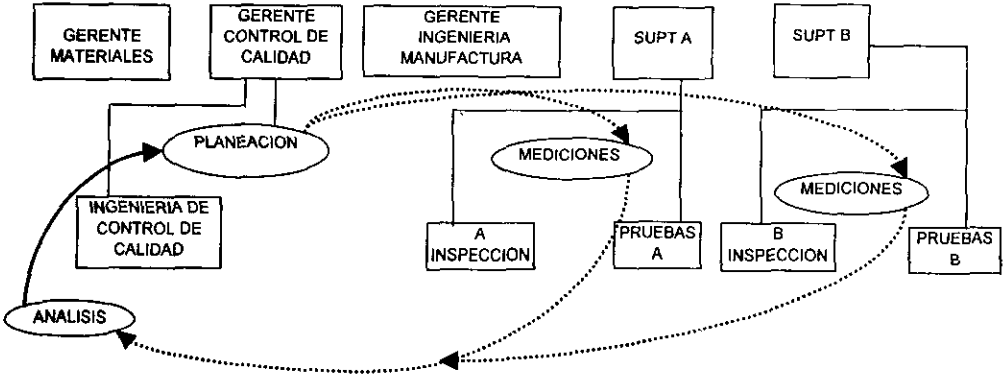 GERENTE
MATERIALES
GERENTE
CONTROL DE
CALIDAD
GERENTE
INGENIERIA
MANUFACTURA
SUPT A
SUPT B
PLANEACION
MEDICIONES
MEDICIONES
INGENIERIA DE
CONTROL DE
CALIDAD
A
INSPECCION
PRUEBAS
A
B
INSPECCION
PRUEBAS
B
ANALISIS